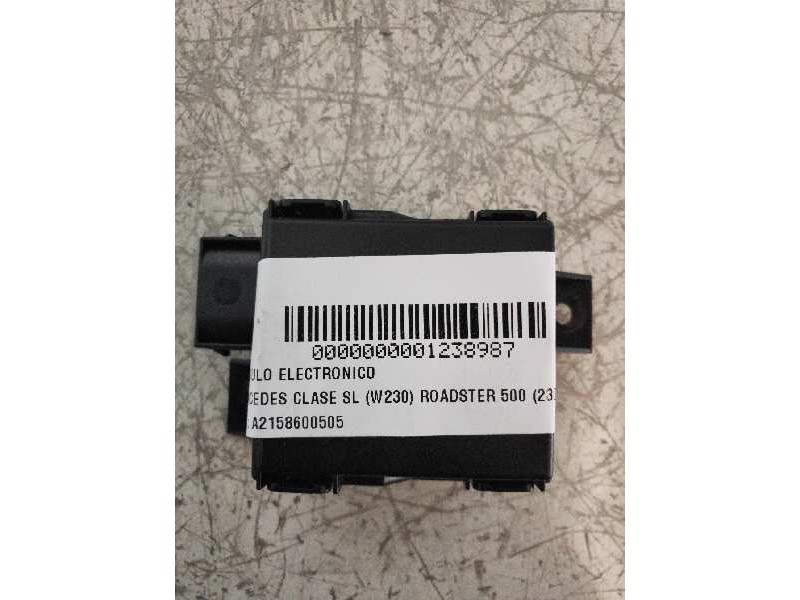 0000000001238987
ULO ELECTRONICO
CEDES CLASE SL (W230) ROADSTER 500 (23
A2158600505